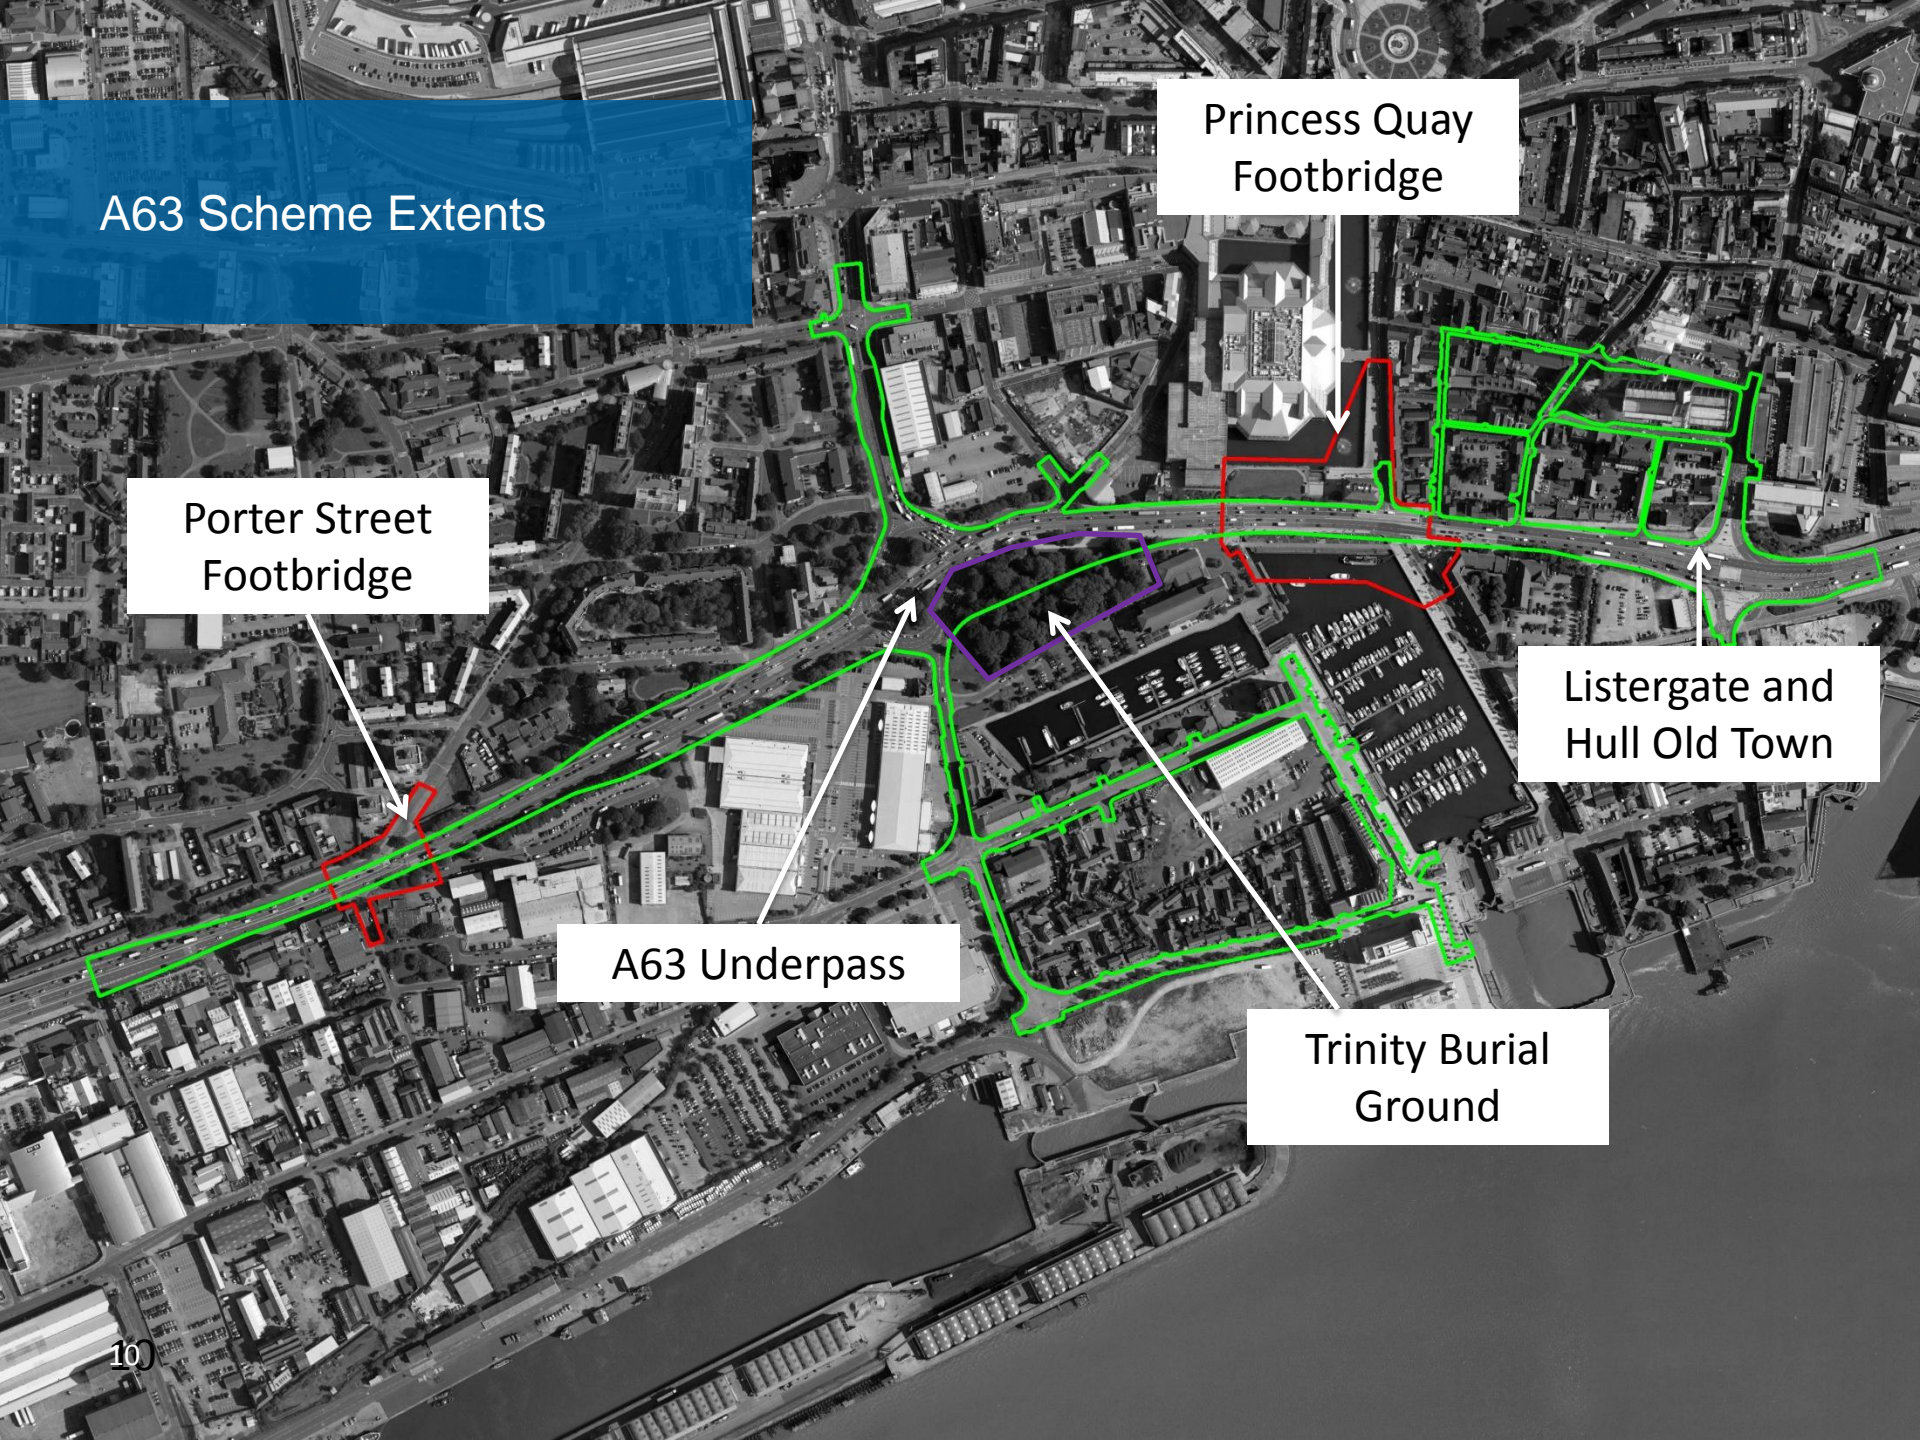 A63 Scheme Extents
Princess Quay
Footbridge
Porter Street
Footbridge
Listergate and
Hull Old Town
A63 Underpass
Trinity Burial
Ground
10